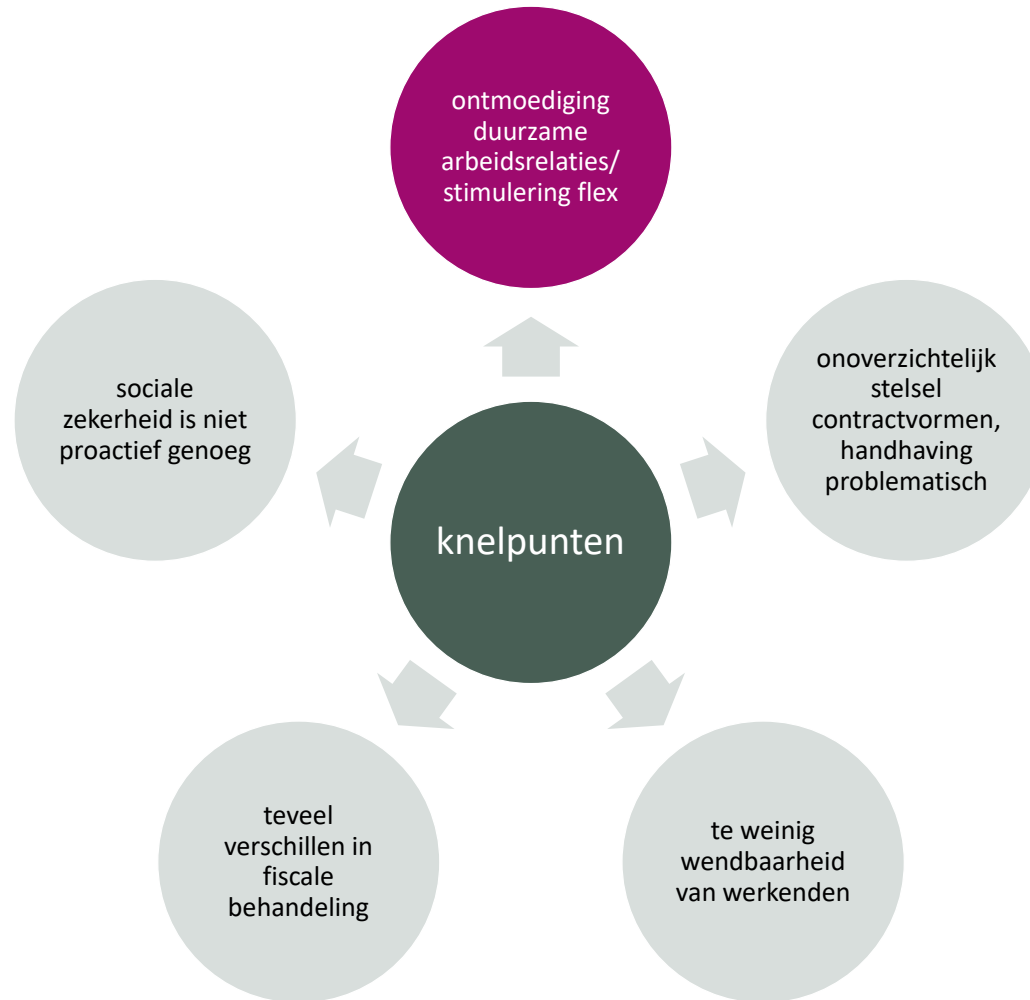 ontmoediging
duurzame
arbeidsrelaties/
stimulering flex
onoverzichtelijk
stelsel
contractvormen,
handhaving
problematisch
sociale
zekerheid is niet
proactief genoeg
knelpunten
teveel
verschillen in
fiscale
behandeling
te weinig
wendbaarheid
van werkenden